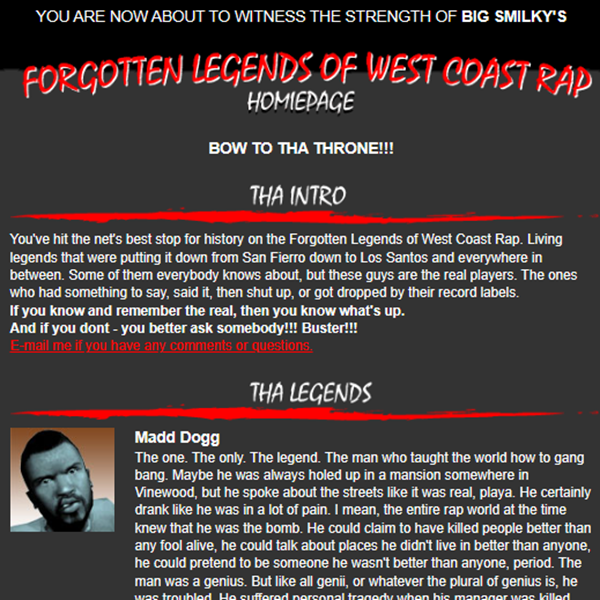 YOU ARE NOW ABOUT TO WITNESS THE STRENGTH OF BIG SMILKY'S
FORGOTTEN LEGENDS OF WEST COAST RAP
HOMIEPAGE
BOW TO THA THRONE!!!
THA INTRO
You've hit the net's best stop for history on the Forgotten Legends of West Coast Rap. Living
legends that were putting it down from San Fierro down to Los Santos and everywhere in
between. Some of them everybody knows about, but these guys are the real players. The ones
who had something to say, said it, then shut up, or got dropped by their record labels.
If you know and remember the real, then you know what's up.
And if you dont - you better ask somebody!!! Buster!!!
E-mail me if you have any comments or questions.
THA LEGENDS
Madd Dogg
The one. The only. The legend. The man who taught the world how to gang
bang. Maybe he was always holed up in a mansion somewhere in
Vinewood, but he spoke about the streets like it was real, playa. He certainly
drank like he was in a lot of pain. I mean, the entire rap world at the time
knew that he was the bomb. He could claim to have killed people better than
any fool alive, he could talk about places he didn't live in better than anyone,
he could pretend to be someone he wasn't better than anyone, period. The
man was a genius. But like all genii, or whatever the plural of genius is, he
was troubled. He suffered personal tragedy when his manager was killed